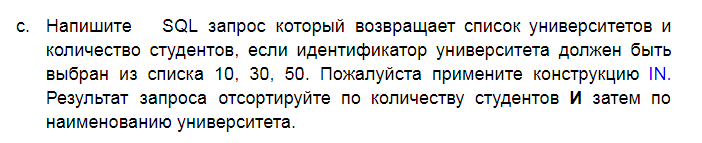 c. Напишите SQL запрос который возвращает список университетов и
количество студентов, если идентификатор университета должен быть
выбран из списка 10, 30, 50. Пожалуйста примените конструкцию IN.
Результат запроса отсортируйте по количеству студентов И затем по
наименованию университета.